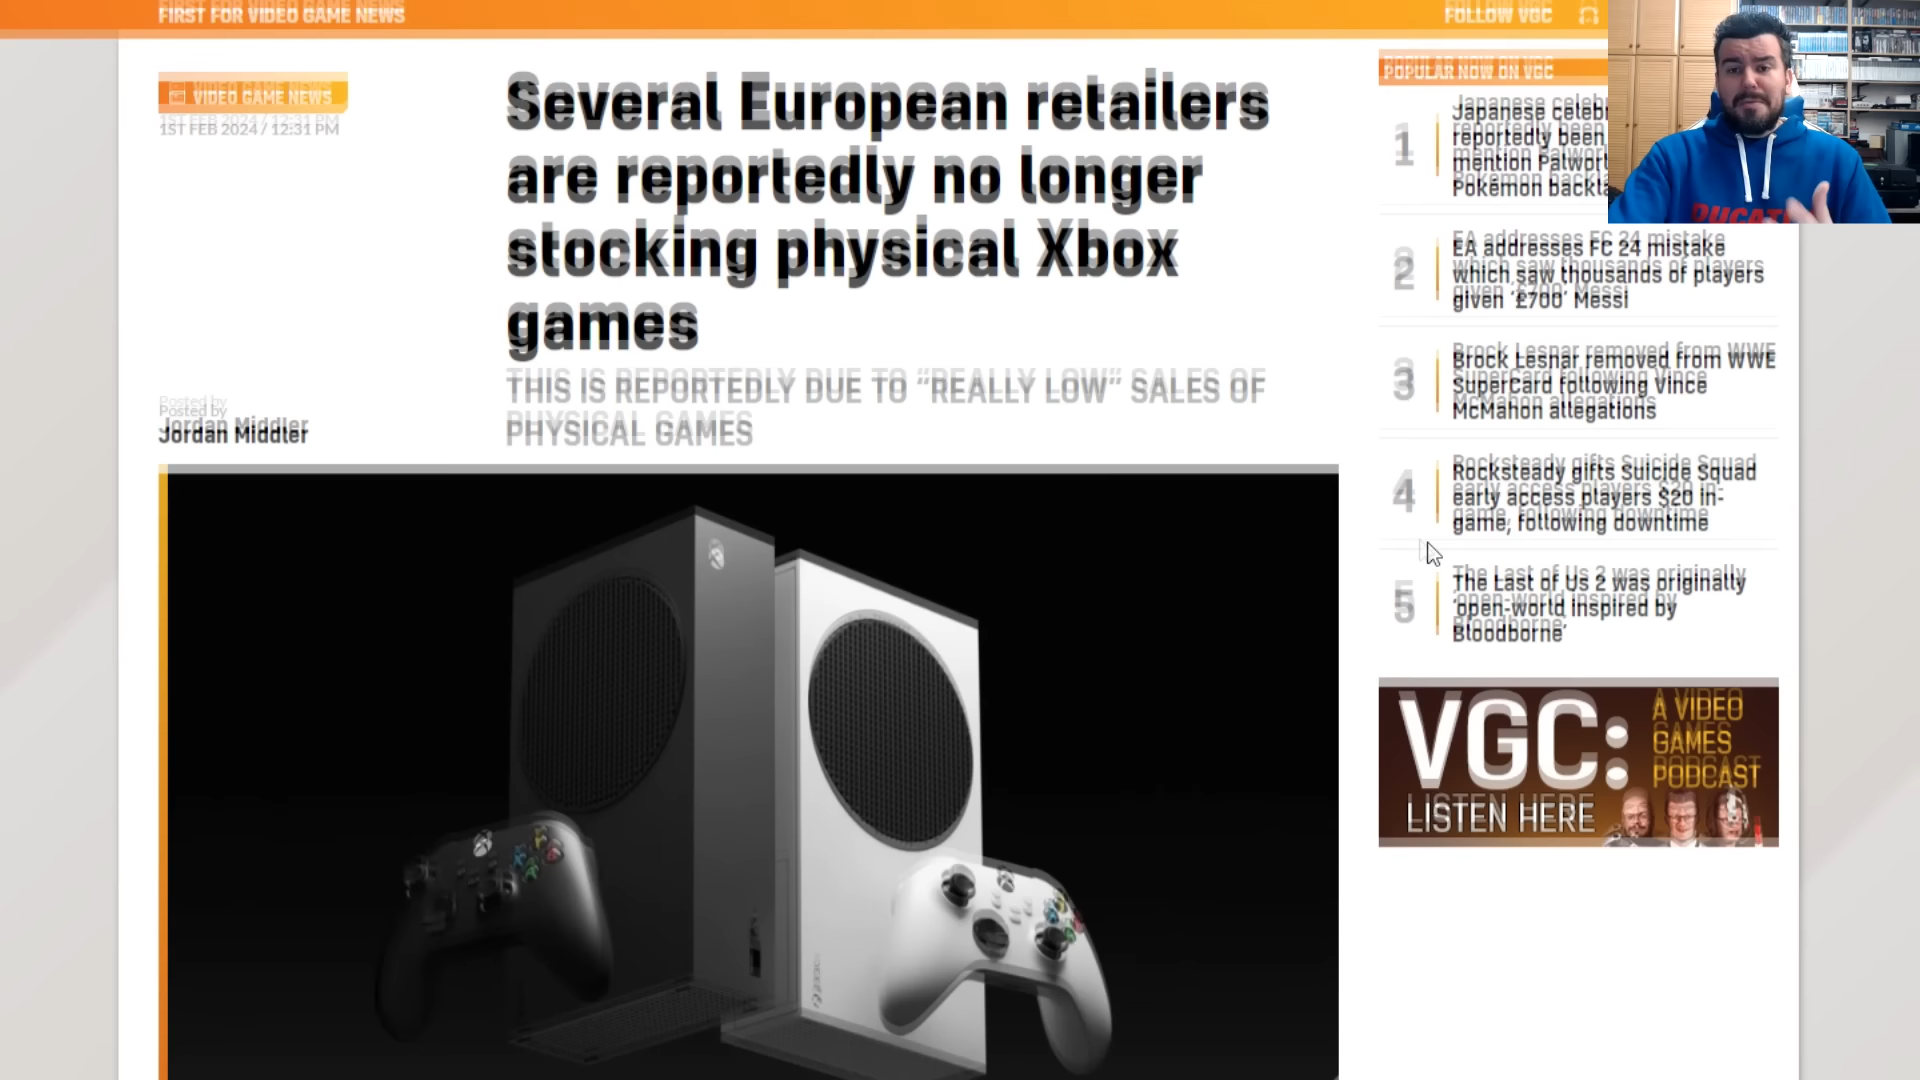 FIRST FOR VIDEO GAME NEWS
FOLLOW VGC
VIDEO GAME NEWS
1ST FEB 2024 / 12:31 PM
Several European retailers
are reportedly no longer
stocking physical Xbox
games
THIS IS REPORTEDLY DUE TO “REALLY LOW” SALES OF
PHYSICAL GAMES
Posted by
Jordan Middler
POPULAR NOW ON VGC
1
Japanese
reportedly been
mention
Pokémon
2
EA addresses FC 24 mistake
which saw thousands of players
given ‘£700’ Messi
3
Brock Lesnar removed from WWE
SuperCard following Vince
McMahon allegations
4
Rocksteady gifts Suicide Squad
early access players $20 in-
game, following downtime
5
The Last of Us 2 was originally
‘open-world inspired by
Bloodborne’
VGC:
A VIDEO
GAMES
PODCAST
LISTEN HERE
DUCATI